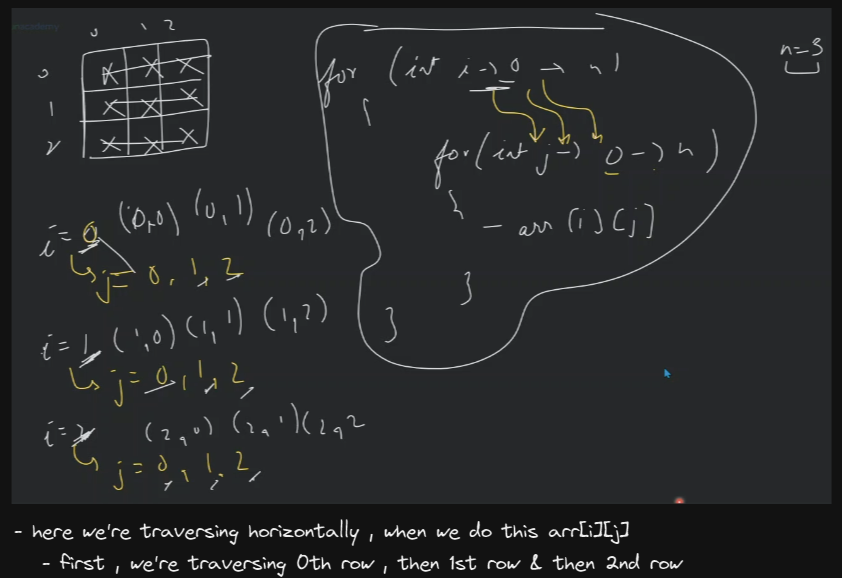 0 1 2
0
1
2
n=3
for (int i→0 → n)
{
for(int j→ 0→n)
{
- arr[i][j]
}
}
i=0 (0,0) (0,1) (0,2)
↳ j= 0, 1, 2
i=1 (1,0) (1,1) (1,2)
↳ j= 0, 1, 2,
i=2 (2,0) (2,1) (2,2
↳ j= 0, 1, 2,
- here we're traversing horizontally, when we do this arr[i][j]
- first, we're traversing 0th row, then 1st row & then 2nd row